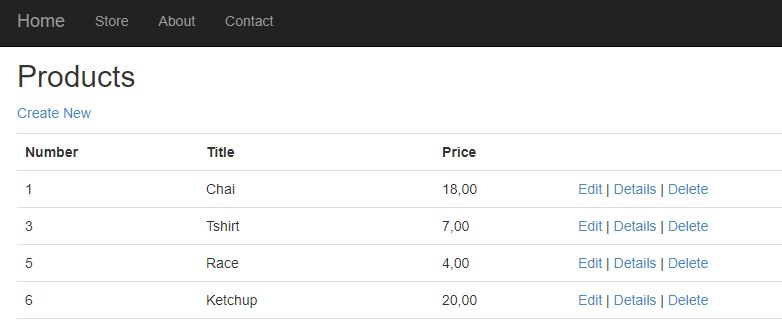 Home Store About Contact
Products
Create New
Number Title Price
1 Chai 18,00 Edit | Details | Delete
3 Tshirt 7,00 Edit | Details | Delete
5 Race 4,00 Edit | Details | Delete
6 Ketchup 20,00 Edit | Details | Delete